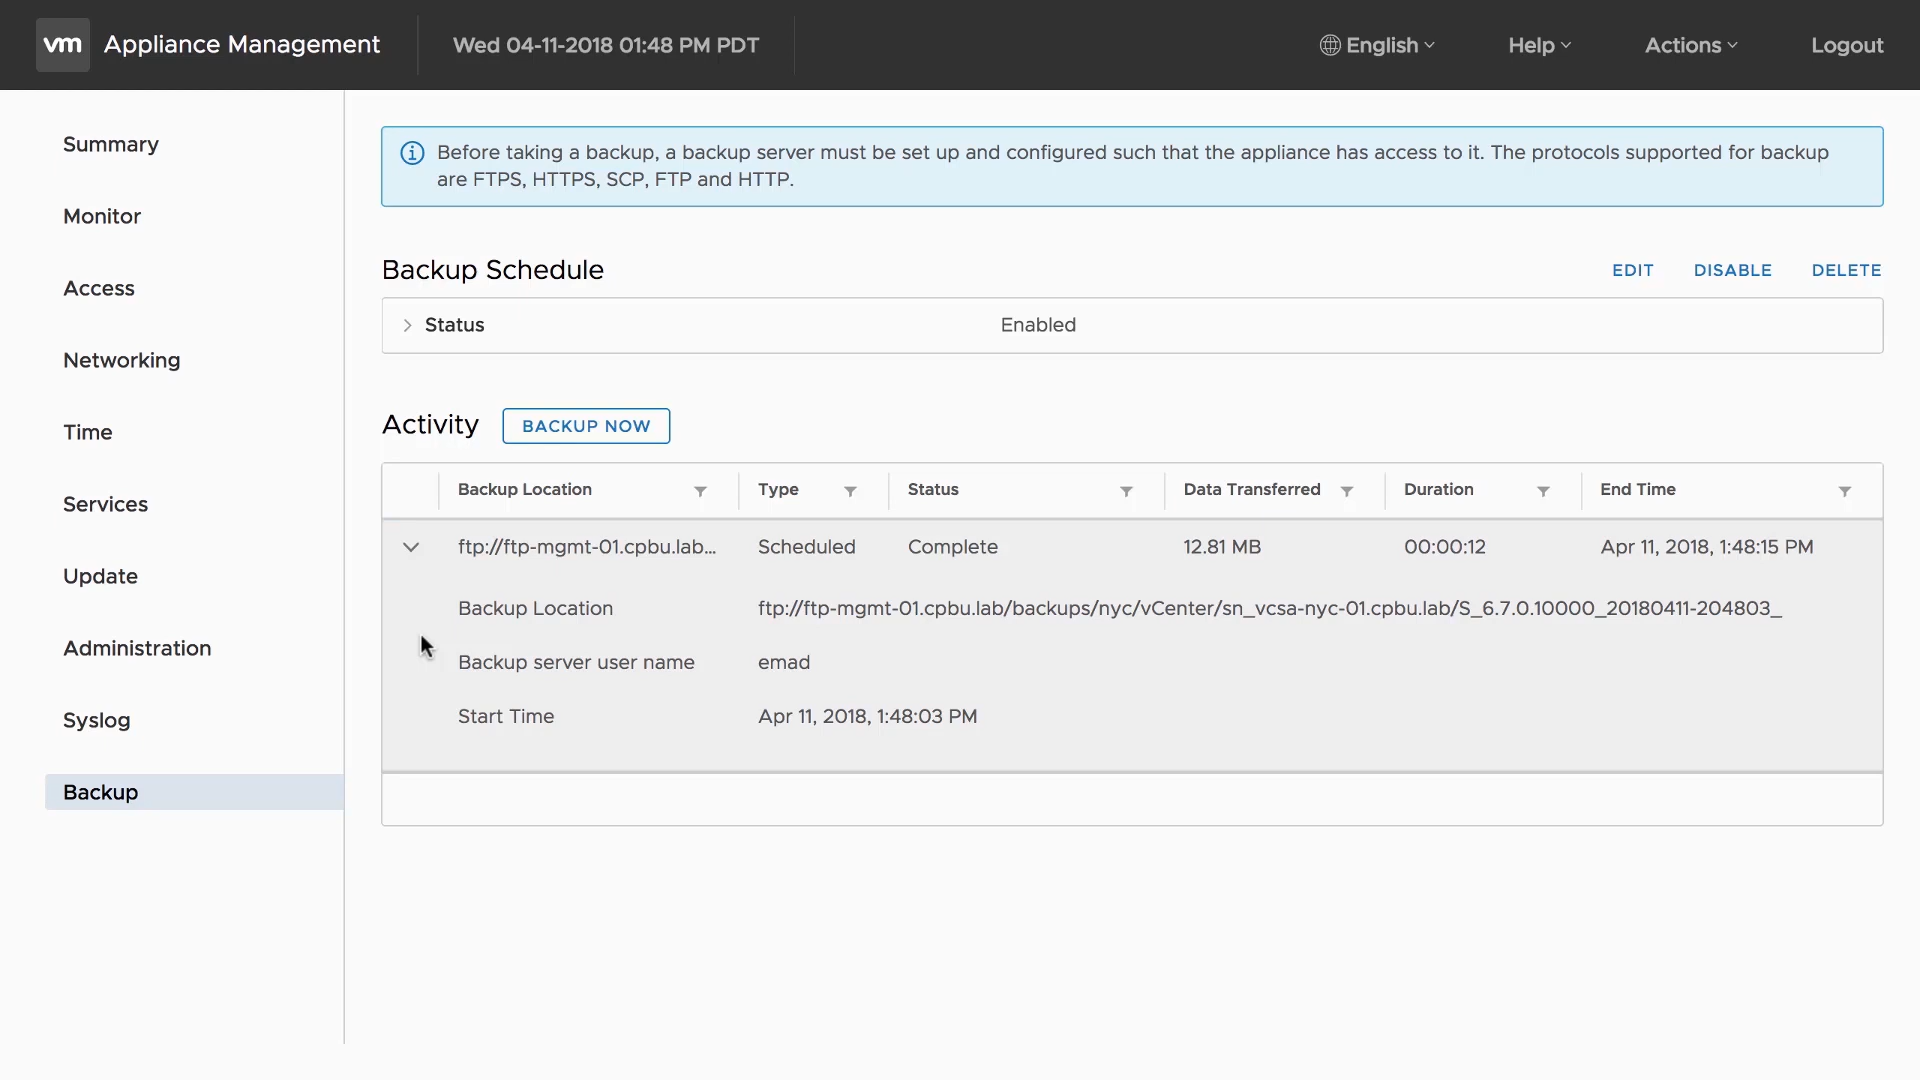 vm Appliance Management Wed 04-11-2018 01:48 PM PDT English Help Actions Logout
Summary
Monitor
Access
Networking
Time
Services
Update
Administration
Syslog
Backup
Before taking a backup, a backup server must be set up and configured such that the appliance has access to it. The protocols supported for backup
are FTPS, HTTPS, SCP, FTP and HTTP.
Backup Schedule EDIT DISABLE DELETE
Status Enabled
Activity BACKUP NOW
Backup Location Type Status Data Transferred Duration End Time
ftp://ftp-mgmt-01.cpbu.lab... Scheduled Complete 12.81 MB 00:00:12 Apr 11, 2018, 1:48:15 PM
Backup Location ftp://ftp-mgmt-01.cpbu.lab/backups/nyc/vCenter/sn_vcsa-nyc-01.cpbu.lab/S_6.7.0.10000_20180411-204803_
Backup server user name emad
Start Time Apr 11, 2018, 1:48:03 PM